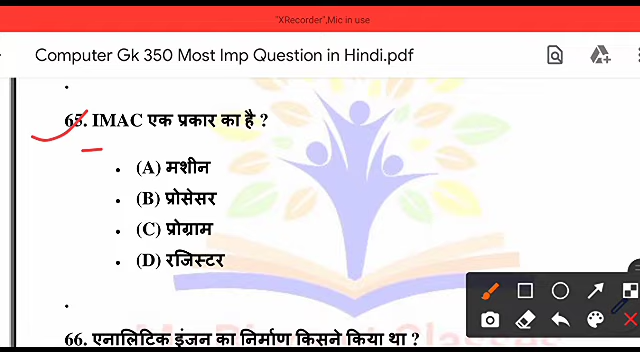 "XRecorder",Mic in use
Computer Gk 350 Most Imp Question in Hindi.pdf
65. IMAC एक प्रकार का है ?
• (A) मशीन
• (B) प्रोसेसर
• (C) प्रोग्राम
• (D) रजिस्टर
66. एनालिटिक इंजन का निर्माण किसने किया था ?